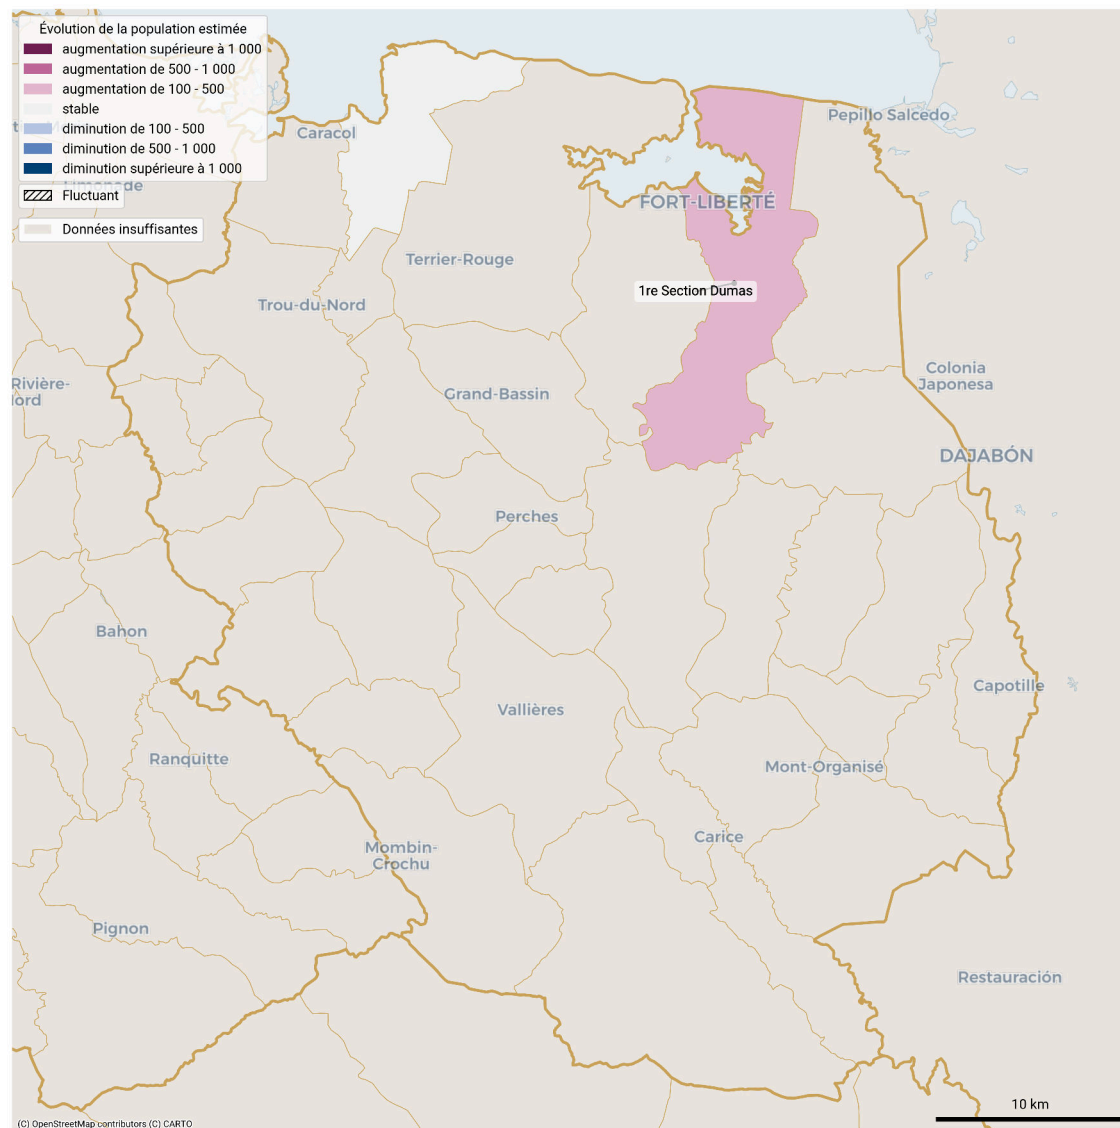 Évolution de la population estimée
augmentation supérieure à 1 000
augmentation de 500 - 1 000
augmentation de 100 - 500
stable
diminution de 100 - 500
diminution de 500 - 1 000
diminution supérieure à 1 000
Fluctuant
Données insuffisantes
Limonade
Caracol
Pepillo Salcedo
FORT-LIBERTÉ
Terrier-Rouge
1re Section Dumas
Trou-du-Nord
Rivière-
Colonia
Japonesa
Grand-Bassin
DAJABÓN
Perches
Bahon
Capotille
Vallières
Ranquitte
Mont-Organisé
Carice
Mombin-
Crochu
Pignon
Restauración
10 km
(C) OpenStreetMap contributors (C) CARTO